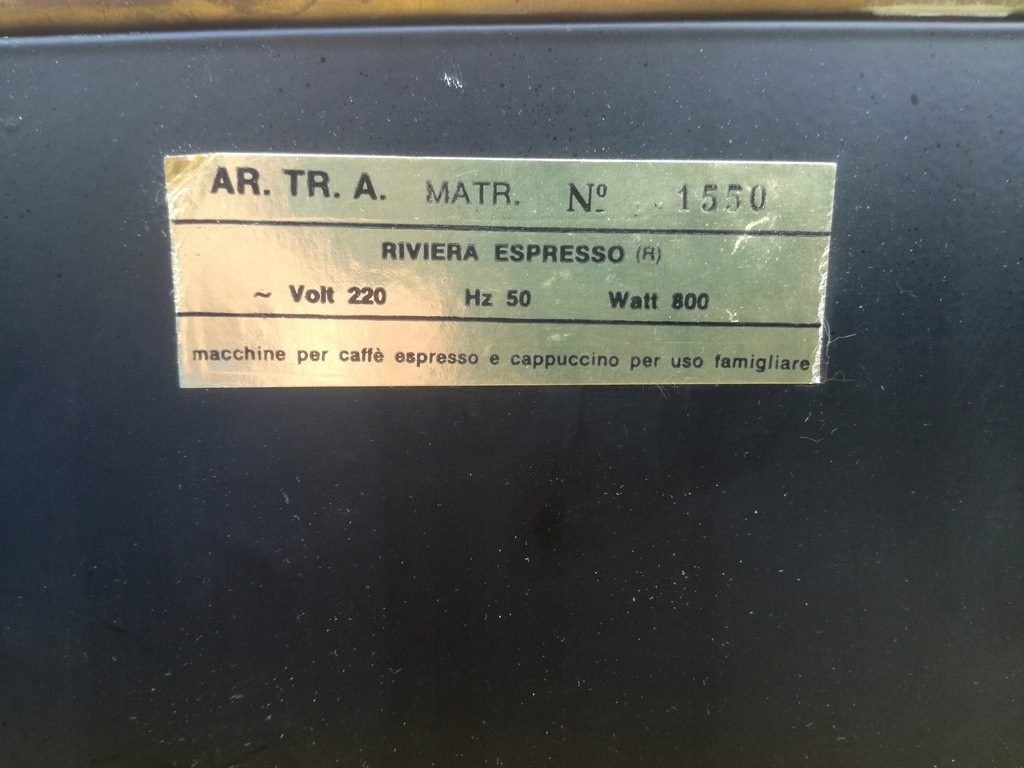 AR. TR. A. MATR. Nº 1550
RIVIERA ESPRESSO (R)
~ Volt 220 Hz 50 Watt 800
macchine per caffè espresso e cappuccino per uso famigliare